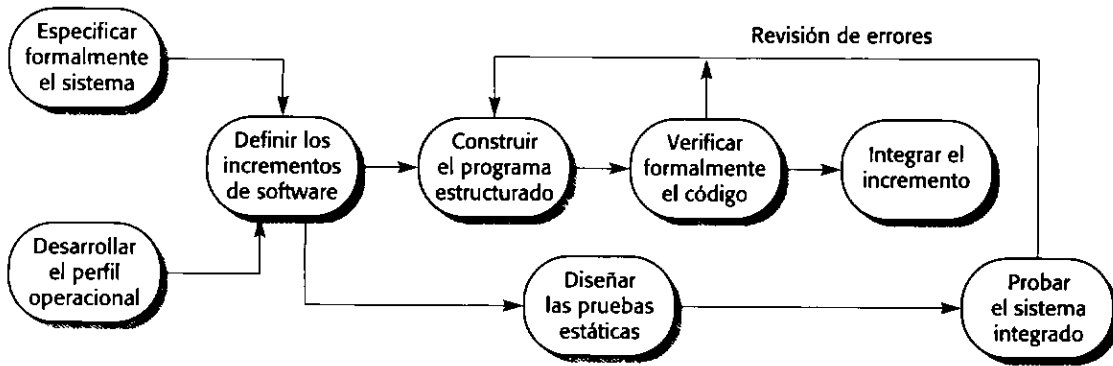 Especificar
formalmente
el sistema
Revisión de errores
Definir los
incrementos
de software
Construir
el programa
estructurado
Verificar
formalmente
el código
Integrar el
incremento
Desarrollar
el perfil
operacional
Diseñar
las pruebas
estáticas
Probar
el sistema
integrado